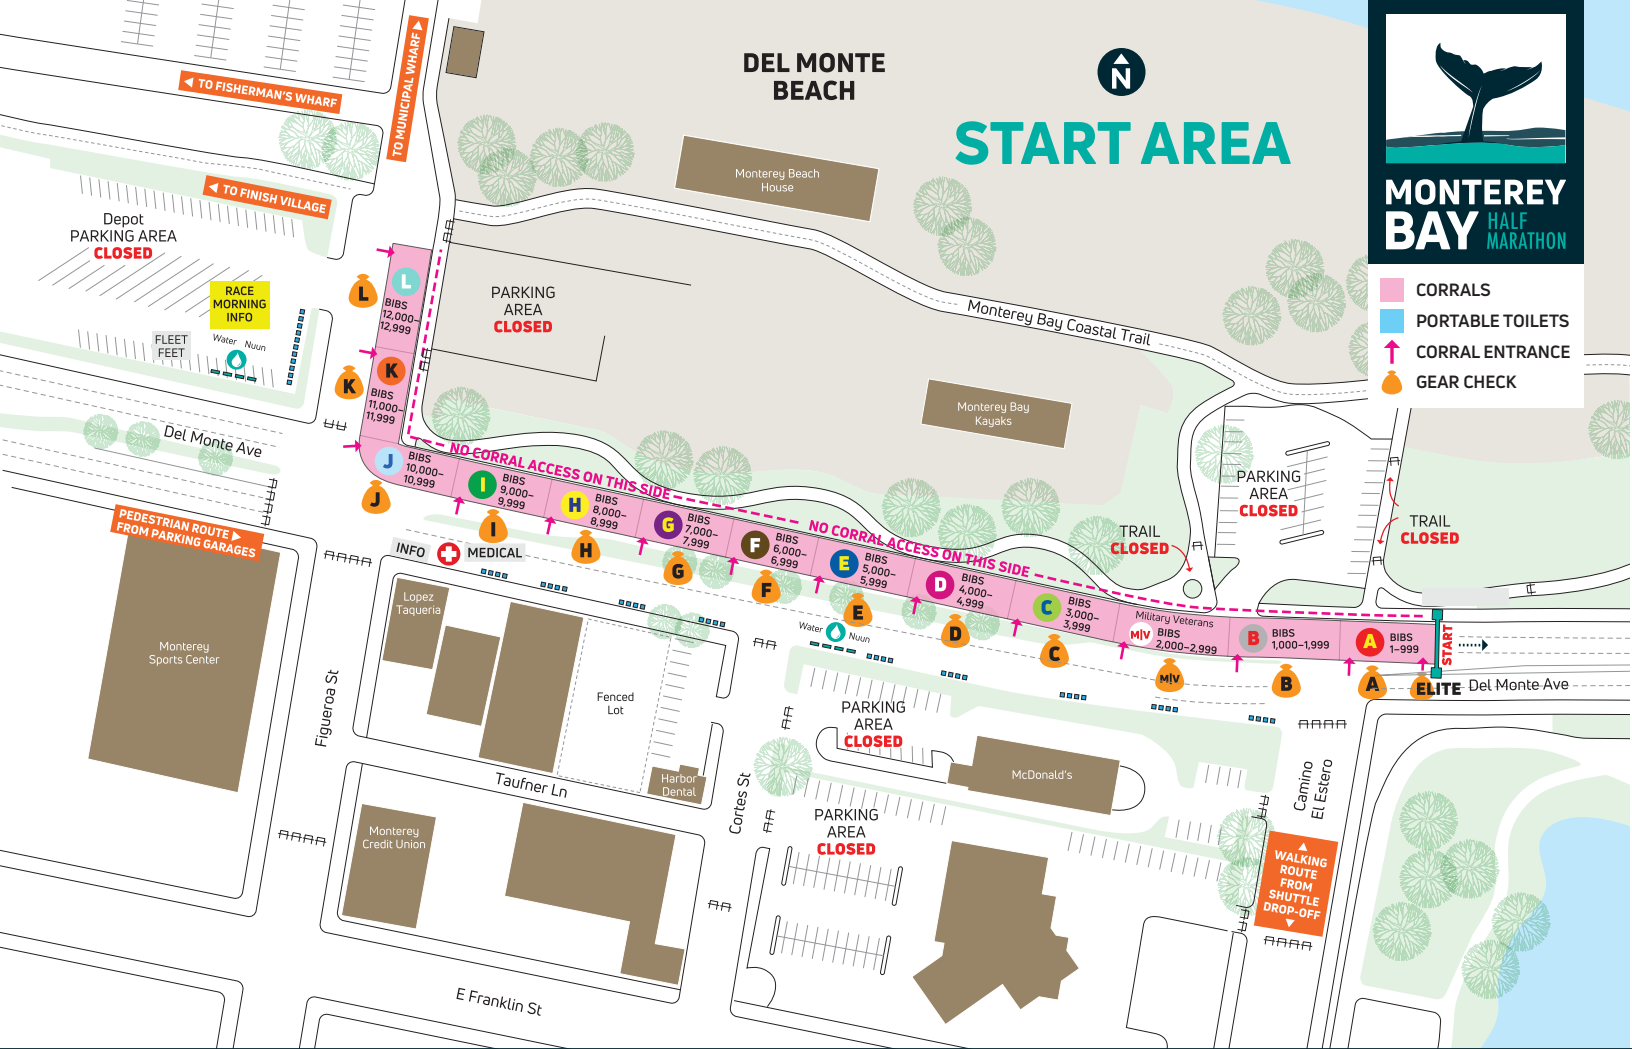 DEL MONTE
BEACH
N
START AREA
MONTEREY
BAY HALF
MARATHON
CORRALS
PORTABLE TOILETS
CORRAL ENTRANCE
GEAR CHECK
TO FISHERMAN'S WHARF
TO MUNICIPAL WHARF
TO FINISH VILLAGE
Depot
PARKING AREA
CLOSED
RACE
MORNING
INFO
FLEET
FEET
Water Nuun
Monterey Beach
House
PARKING
AREA
CLOSED
Monterey Bay Coastal Trail
Monterey Bay
Kayaks
PARKING
AREA
CLOSED
TRAIL
CLOSED
TRAIL
CLOSED
L
L
BIBS
12,000–
12,999
K
K
BIBS
11,000–
11,999
Del Monte Ave
J
BIBS
10,000–
10,999
J
I
BIBS
9,000–
9,999
I
H
BIBS
8,000–
8,999
H
G
BIBS
7,000–
7,999
G
F
BIBS
6,000–
6,999
F
E
BIBS
5,000–
5,999
E
D
BIBS
4,000–
4,999
D
C
BIBS
3,000–
3,999
C
Military Veterans
M|V
BIBS
2,000–2,999
M|V
B
BIBS
1,000–1,999
B
A
BIBS
1–999
A
START
ELITE
Del Monte Ave
NO CORRAL ACCESS ON THIS SIDE
NO CORRAL ACCESS ON THIS SIDE
PEDESTRIAN ROUTE
FROM PARKING GARAGES
INFO
MEDICAL
Water Nuun
Monterey
Sports Center
Lopez
Taqueria
Figueroa St
Fenced
Lot
Harbor
Dental
Taufner Ln
Cortes St
PARKING
AREA
CLOSED
McDonald's
PARKING
AREA
CLOSED
Camino
El Estero
WALKING
ROUTE
FROM
SHUTTLE
DROP-OFF
Monterey
Credit Union
E Franklin St